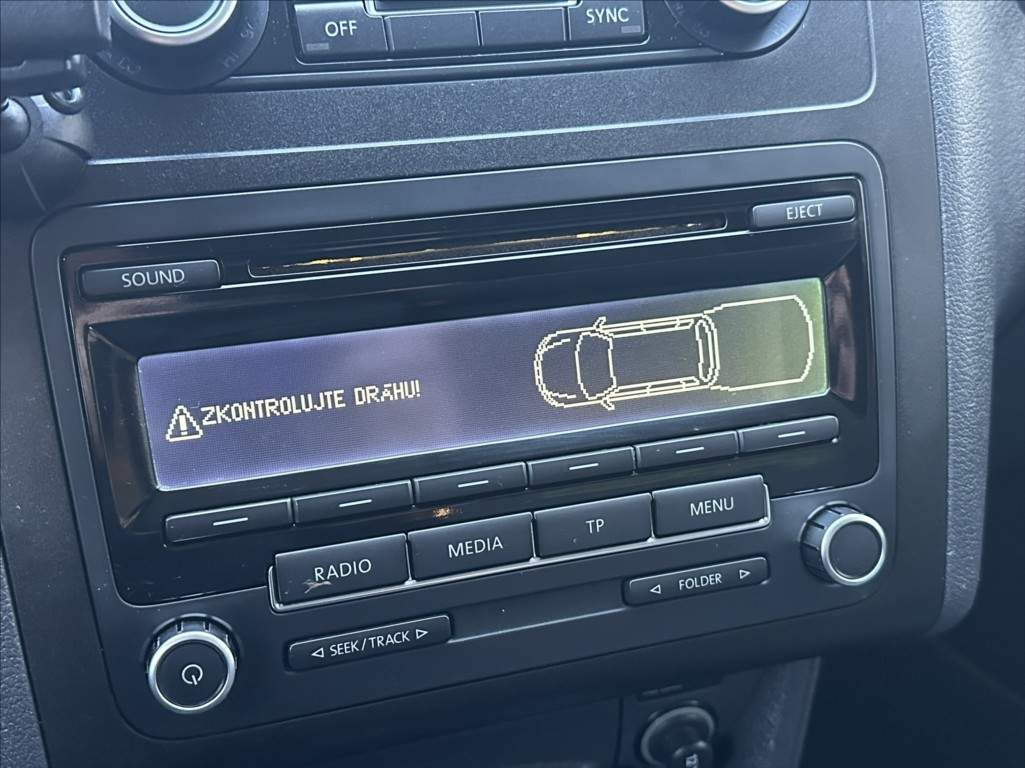 OFF
SYNC
EJECT
SOUND
ZKONTROLUJTE DRÁHU!
RADIO
MEDIA
TP
MENU
FOLDER
SEEK/TRACK